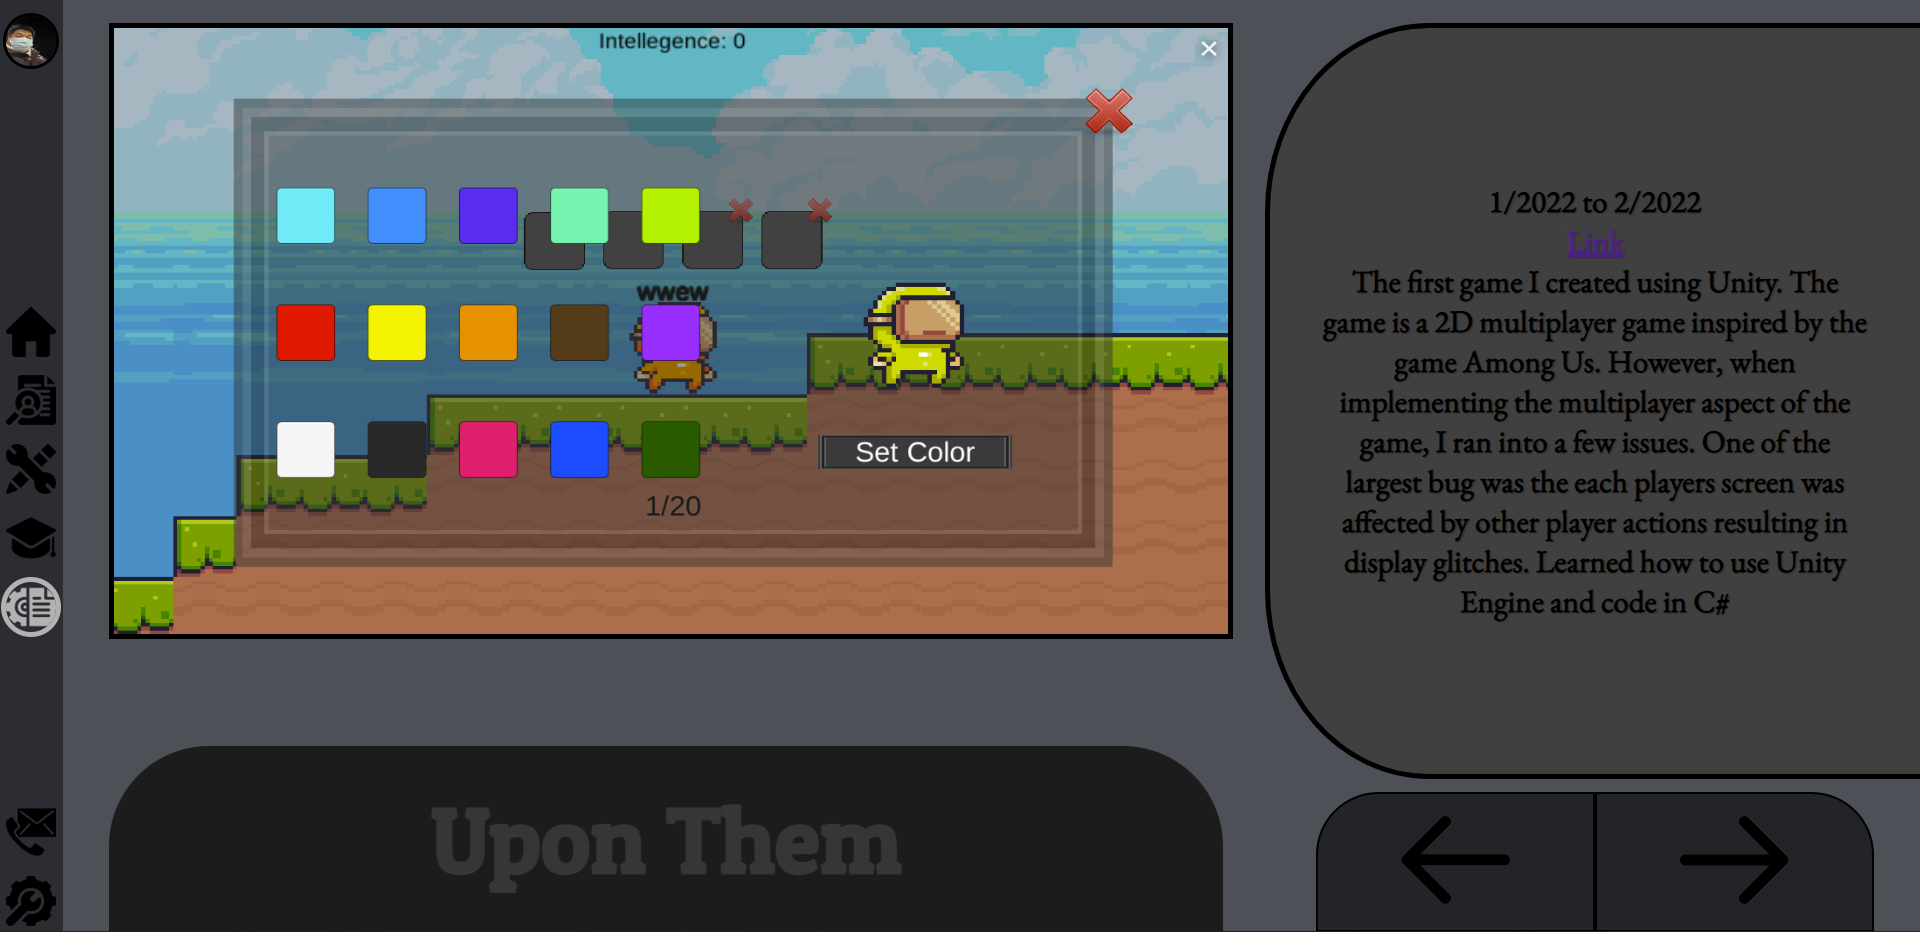 Intellegence: 0
wwew
Set Color
1/20
Upon Them
1/2022 to 2/2022
Link
The first game I created using Unity. The
game is a 2D multiplayer game inspired by the
game Among Us. However, when
implementing the multiplayer aspect of the
game, I ran into a few issues. One of the
largest bug was the each players screen was
affected by other player actions resulting in
display glitches. Learned how to use Unity
Engine and code in C#